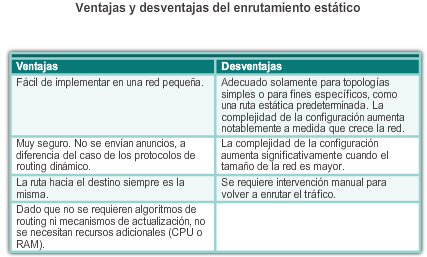 Ventajas y desventajas del enrutamiento estático
Ventajas
Desventajas
Fácil de implementar en una red pequeña.
Adecuado solamente para topologías
simples o para fines específicos, como
una ruta estática predeterminada. La
complejidad de la configuración aumenta
notablemente a medida que crece la red.
Muy seguro. No se envían anuncios, a
diferencia del caso de los protocolos de
routing dinámico.
La complejidad de la configuración
aumenta significativamente cuando el
tamaño de la red es mayor.
La ruta hacia el destino siempre es la
misma.
Se requiere intervención manual para
volver a enrutar el tráfico.
Dado que no se requieren algoritmos de
routing ni mecanismos de actualización, no
se necesitan recursos adicionales (CPU o
RAM).